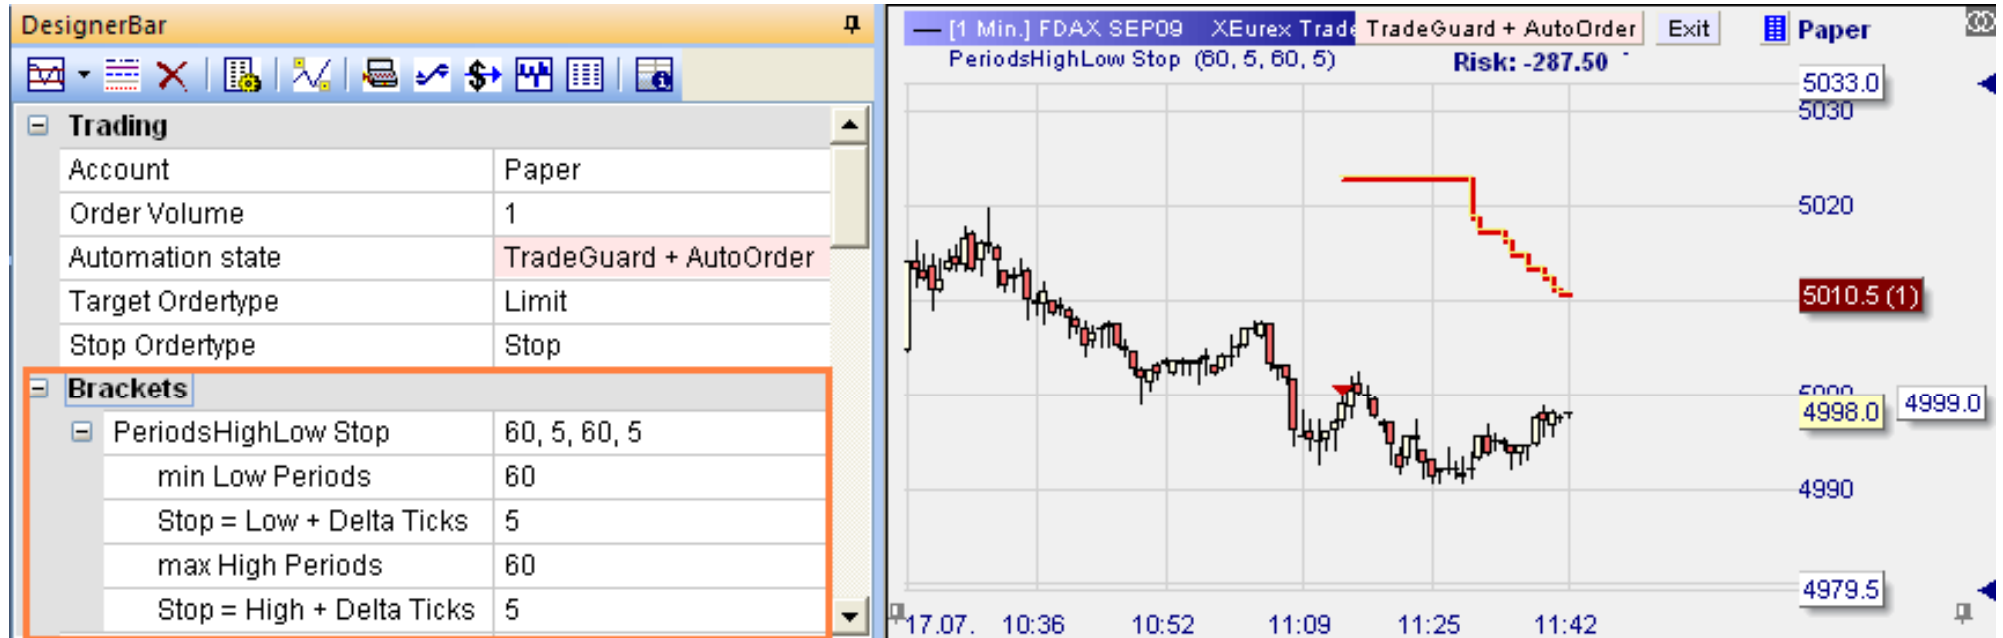 DesignerBar
Trading
Account Paper
Order Volume 1
Automation state TradeGuard + AutoOrder
Target Ordertype Limit
Stop Ordertype Stop
Brackets
PeriodsHighLow Stop 60, 5, 60, 5
min Low Periods 60
Stop = Low + Delta Ticks 5
max High Periods 60
Stop = High + Delta Ticks 5
[1 Min.] FDAX SEP09 XEurex Trade TradeGuard + AutoOrder Exit Paper
PeriodsHighLow Stop (60, 5, 60, 5) Risk: -287.50
5033.0
5030
5020
5010.5 (1)
4998.0 4999.0
4990
4979.5
17.07. 10:36 10:52 11:09 11:25 11:42